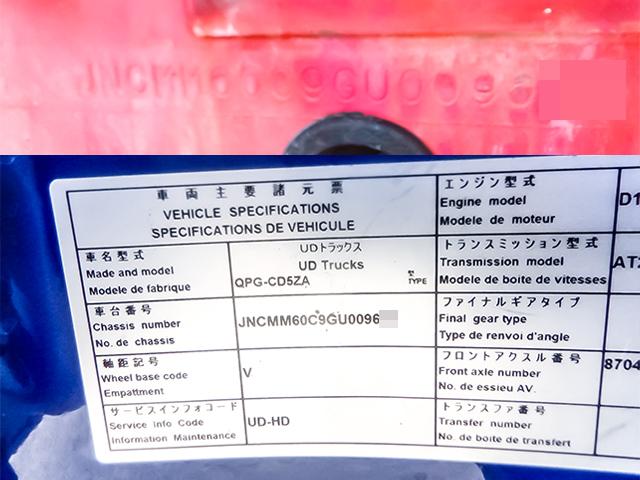 JNCMM60C9GU0096
車両主要諸元票
VEHICLE SPECIFICATIONS
SPECIFICATIONS DE VEHICULE
車名型式
Made and model
Modele de fabrique
UDトラックス
UD Trucks
QPG-CD5ZA
型
TYPE
車台番号
Chassis number
No. de chassis
JNCMM60C9GU0096
軸距記号
Wheel base code
Empattment
V
サービスインフォコード
Service Info Code
Information Maintenance
UD-HD
エンジン型式
Engine model
Modele de moteur
D1
トランスミッション型式
Transmission model
Modele de boite de vitesses
AT
ファイナルギアタイプ
Final gear type
Type de renvoi d'angle
フロントアクスル番号
Front axle number
No. de essieu AV.
8704
トランスファ番号
Transfer number
No. de boite de transfert